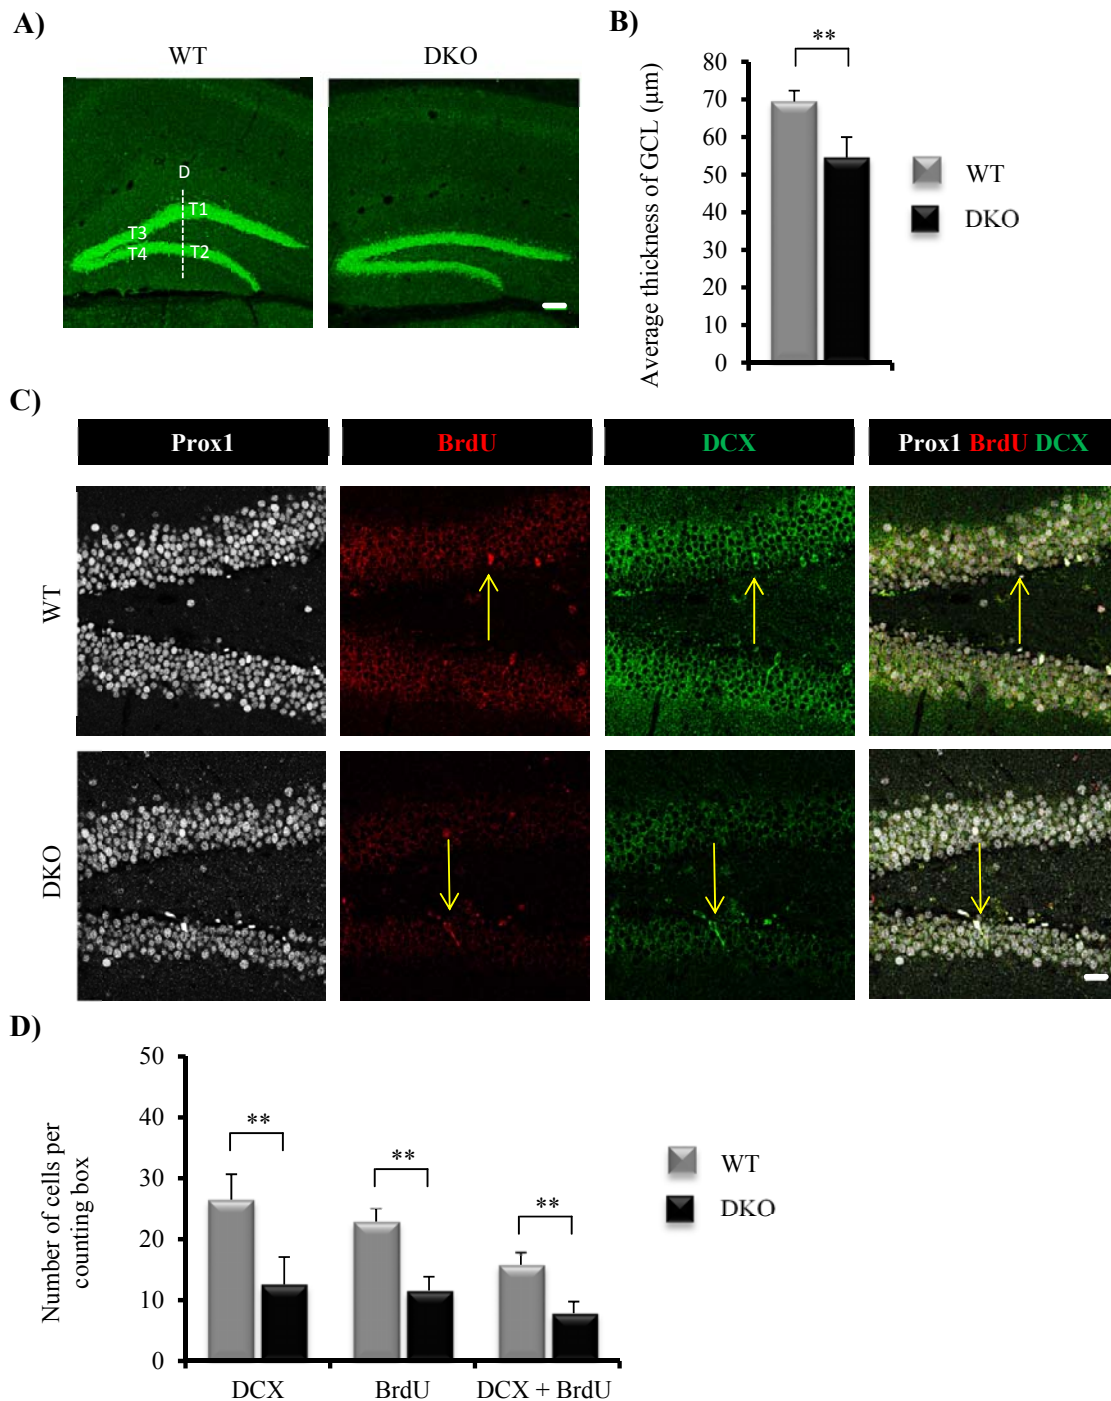 A)
WT DKO
D
T1
T3
T4 T2
B)
**
Average thickness of GCL (μm)
80
70
60
50
40
30
20
10
0
WT
DKO
C)
Prox1 BrdU DCX Prox1 BrdU DCX
WT
DKO
D)
Number of cells per
counting box
50
40
30
20
10
0
**
**
**
DCX BrdU DCX + BrdU
WT
DKO